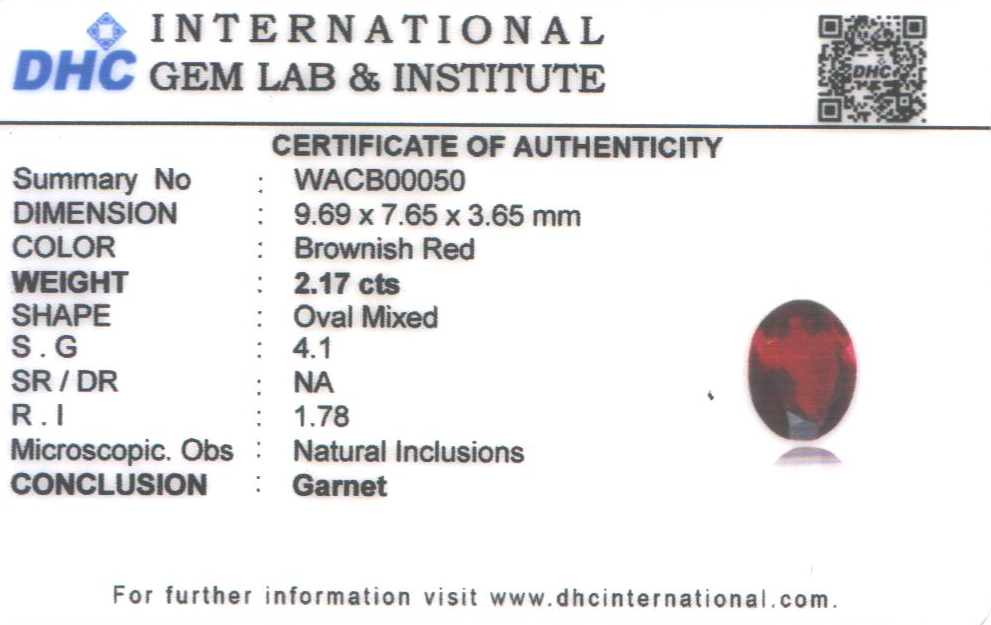 DHC INTERNATIONAL
GEM LAB & INSTITUTE
DHC
CERTIFICATE OF AUTHENTICITY
Summary No : WACB00050
DIMENSION : 9.69 x 7.65 x 3.65 mm
COLOR : Brownish Red
WEIGHT : 2.17 cts
SHAPE : Oval Mixed
S . G : 4.1
SR / DR : NA
R . I : 1.78
Microscopic. Obs : Natural Inclusions
CONCLUSION : Garnet
For further information visit www.dhcinternational.com.